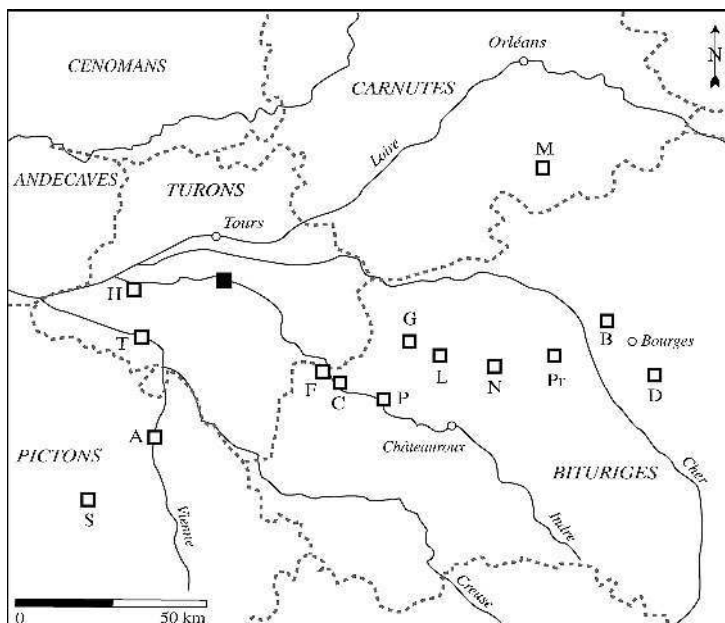 Orléans
N
CENOMANS
CARNUTES
M
Loire
ANDECAVES
TURONS
Tours
H
G
B
Bourges
T
L
N
Pr
D
F
C
P
Châteauroux
A
PICTONS
BITURIGES
Cher
S
Vienne
Indre
Creuse
0
50 km